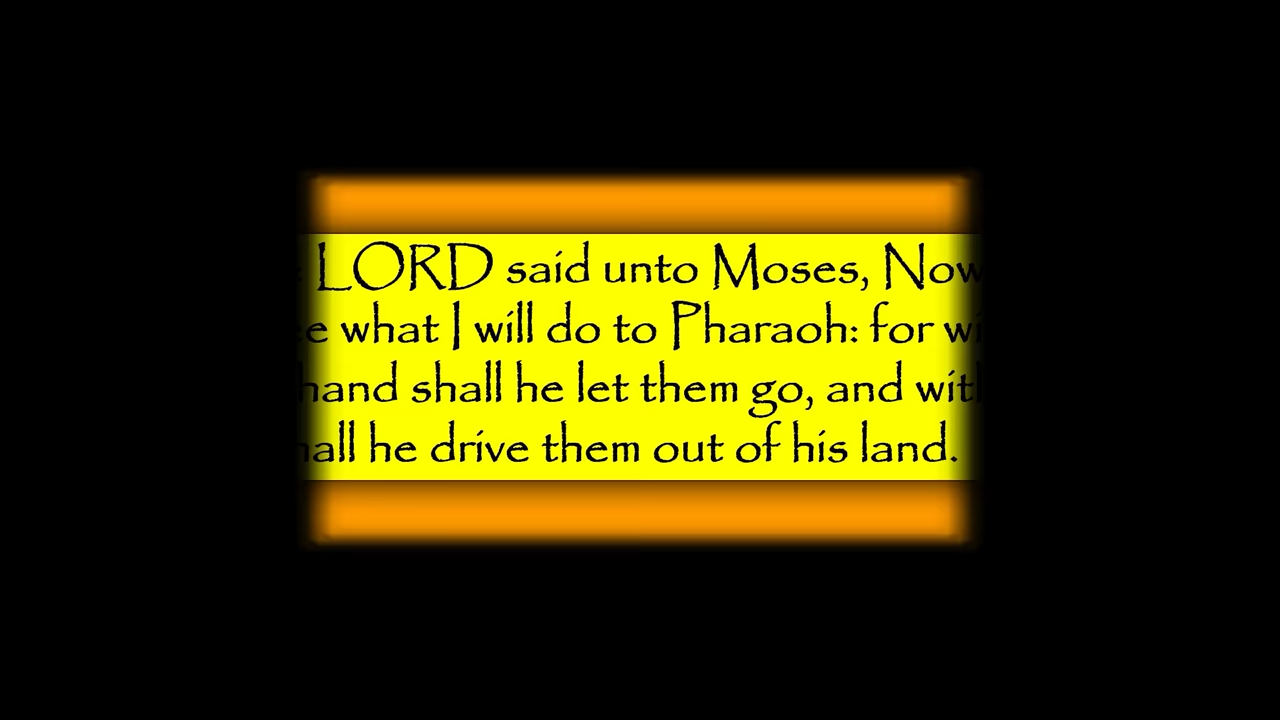 LORD said unto Moses, Now
what I will do to Pharaoh: for
hand shall he let them go, and
he drive them out of his land.